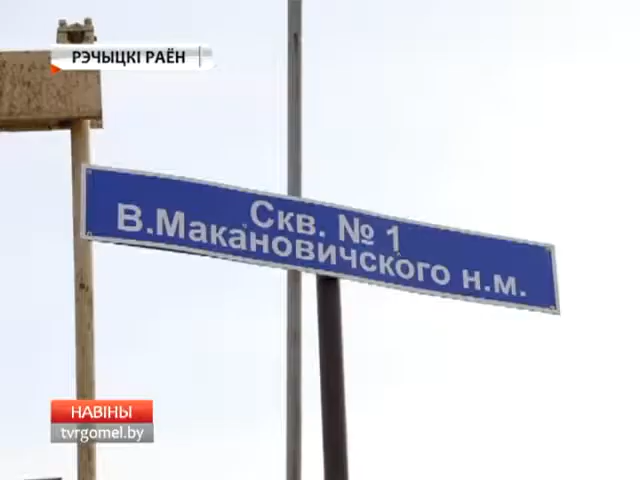 РЭЧЫЦКІ РАЁН
Скв. № 1
В.Макановичского н.м.
НАВІНЫ
tvrgomel.by